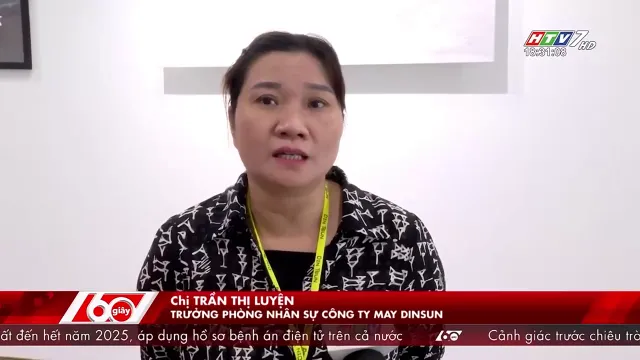 HTV7 HD
18:31:08
60 giây
Chị TRẦN THỊ LUYỆN
TRƯỞNG PHÒNG NHÂN SỰ CÔNG TY MAY DINSUN
ất đến hết năm 2025, áp dụng hồ sơ bệnh án điện tử trên cả nước 60 Cảnh giác trước chiêu trò